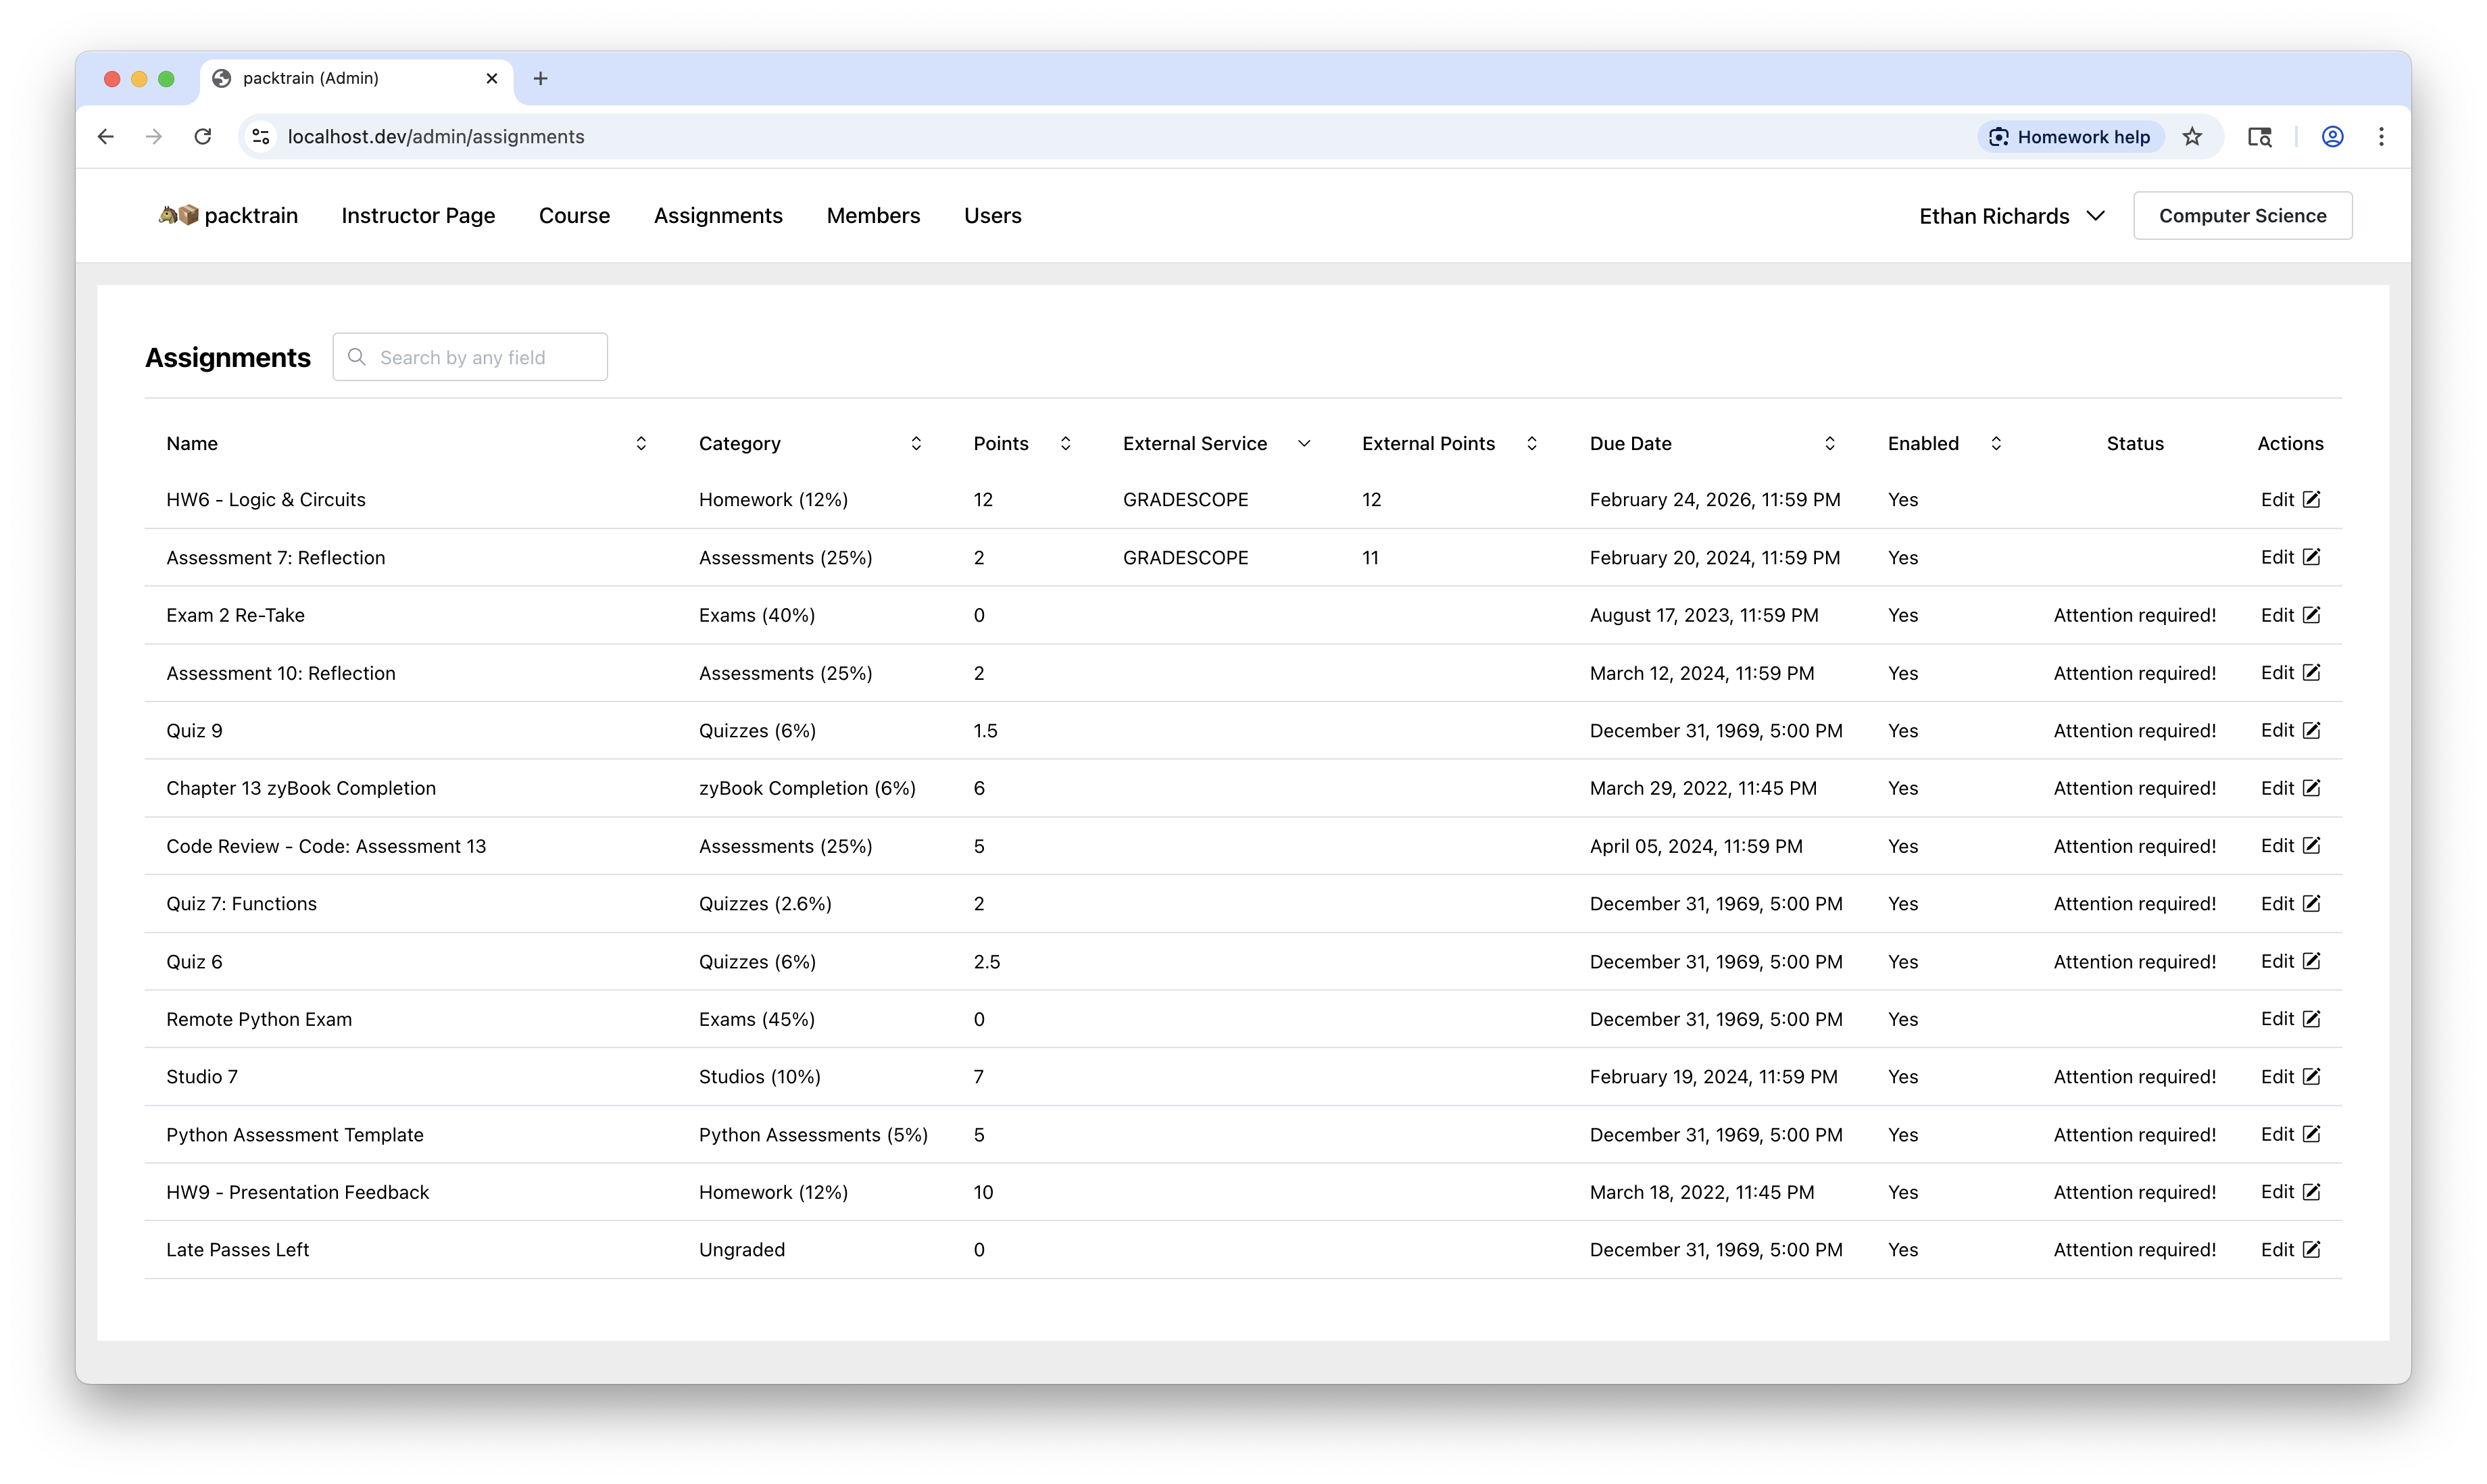 packtrain (Admin)
localhost.dev/admin/assignments
Homework help
packtrain Instructor Page Course Assignments Members Users Ethan Richards Computer Science
Assignments Search by any field
Name Category Points External Service External Points Due Date Enabled Status Actions
HW6 - Logic & Circuits Homework (12%) 12 GRADESCOPE 12 February 24, 2026, 11:59 PM Yes Edit
Assessment 7: Reflection Assessments (25%) 2 GRADESCOPE 11 February 20, 2024, 11:59 PM Yes Edit
Exam 2 Re-Take Exams (40%) 0 August 17, 2023, 11:59 PM Yes Attention required! Edit
Assessment 10: Reflection Assessments (25%) 2 March 12, 2024, 11:59 PM Yes Attention required! Edit
Quiz 9 Quizzes (6%) 1.5 December 31, 1969, 5:00 PM Yes Attention required! Edit
Chapter 13 zyBook Completion zyBook Completion (6%) 6 March 29, 2022, 11:45 PM Yes Attention required! Edit
Code Review - Code: Assessment 13 Assessments (25%) 5 April 05, 2024, 11:59 PM Yes Attention required! Edit
Quiz 7: Functions Quizzes (2.6%) 2 December 31, 1969, 5:00 PM Yes Attention required! Edit
Quiz 6 Quizzes (6%) 2.5 December 31, 1969, 5:00 PM Yes Attention required! Edit
Remote Python Exam Exams (45%) 0 December 31, 1969, 5:00 PM Yes Edit
Studio 7 Studios (10%) 7 February 19, 2024, 11:59 PM Yes Attention required! Edit
Python Assessment Template Python Assessments (5%) 5 December 31, 1969, 5:00 PM Yes Attention required! Edit
HW9 - Presentation Feedback Homework (12%) 10 March 18, 2022, 11:45 PM Yes Attention required! Edit
Late Passes Left Ungraded 0 December 31, 1969, 5:00 PM Yes Attention required! Edit